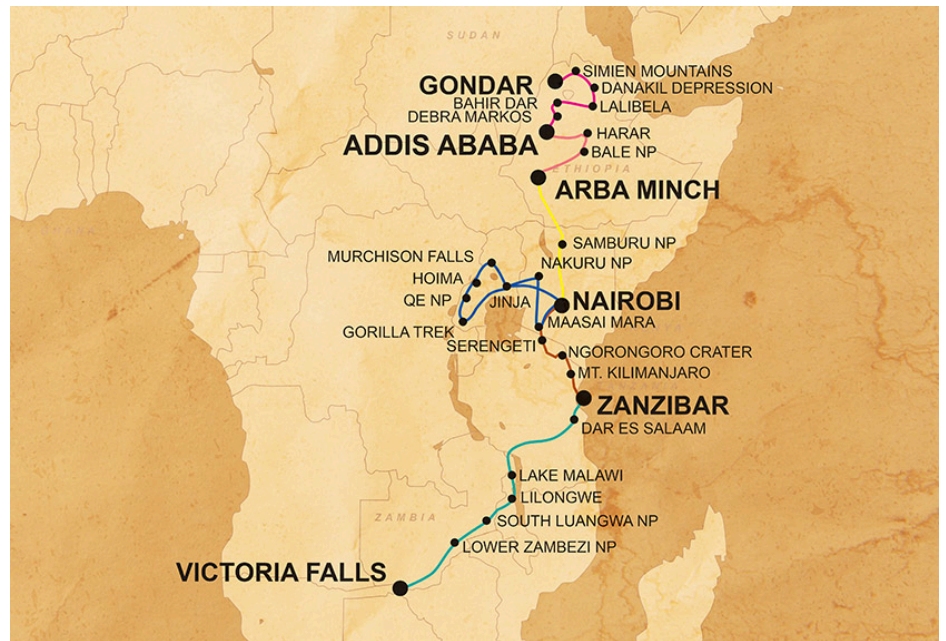 SUDAN
SIMIEN MOUNTAINS
GONDAR
DANAKIL DEPRESSION
BAHIR DAR
LALIBELA
DEBRA MARKOS
HARAR
ADDIS ABABA
BALE NP
ETHIOPIA
ARBA MINCH
SAMBURU NP
MURCHISON FALLS
NAKURU NP
HOIMA
QE NP
JINJA
NAIROBI
MAASAI MARA
GORILLA TREK
SERENGETI
NGORONGORO CRATER
MT. KILIMANJARO
ZANZIBAR
DAR ES SALAAM
LAKE MALAWI
LILONGWE
ZAMBIA
SOUTH LUANGWA NP
LOWER ZAMBEZI NP
VICTORIA FALLS